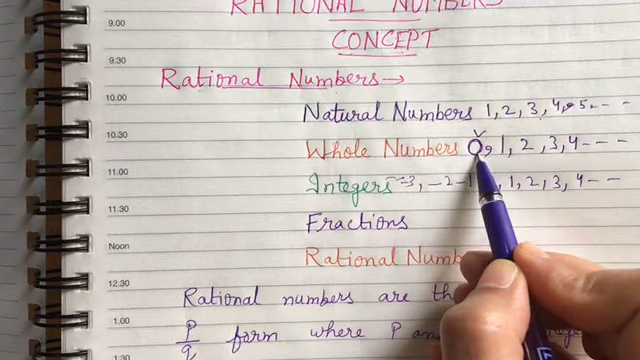 RATIONAL NUMBERS
9.00
CONCEPT
9.30
Rational Numbers→
10.00
Natural Numbers 1, 2, 3, 4, 5, -- -
10.30
Whole Numbers 0, 1, 2, 3, 4 - - -
11.00
Integers --3, -2 -1 , 1, 2, 3, 4 - -
11.30
Fractions
Noon
Rational Numb
12.30
Rational numbers are th
1.00
P/q form where P an
1.30